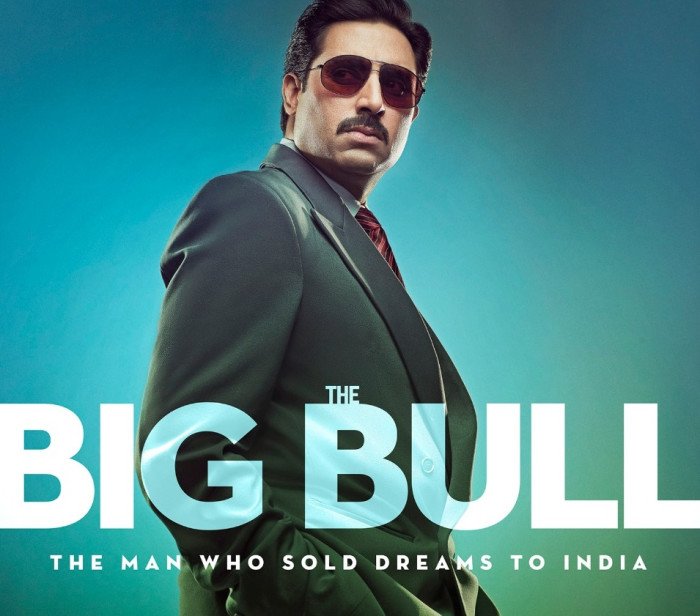 THE
BIG BULL
THE MAN WHO SOLD DREAMS TO INDIA